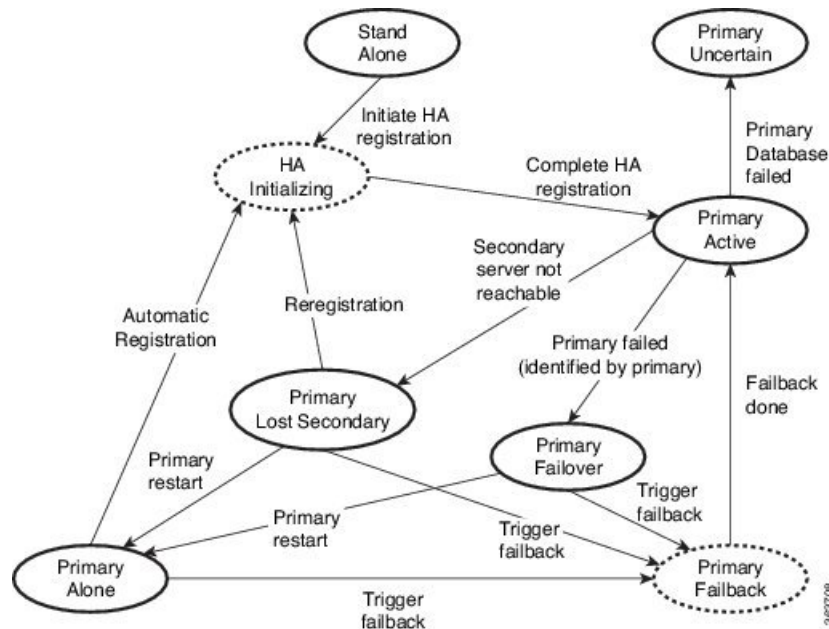 Stand
Alone
Primary
Uncertain
Initiate HA
registration
Primary
Database
failed
HA
Initializing
Complete HA
registration
Primary
Active
Secondary
server not
reachable
Automatic
Registration
Reregistration
Primary failed
(identified by primary)
Failback
done
Primary
Lost Secondary
Primary
Failover
Primary
restart
Trigger
failback
Primary
restart
Trigger
failback
Primary
Alone
Primary
Failback
Trigger
failback